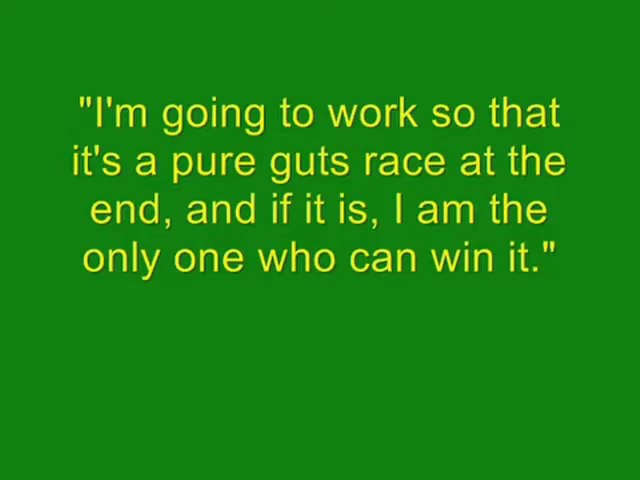 "I'm going to work so that
it's a pure guts race at the
end, and if it is, I am the
only one who can win it."